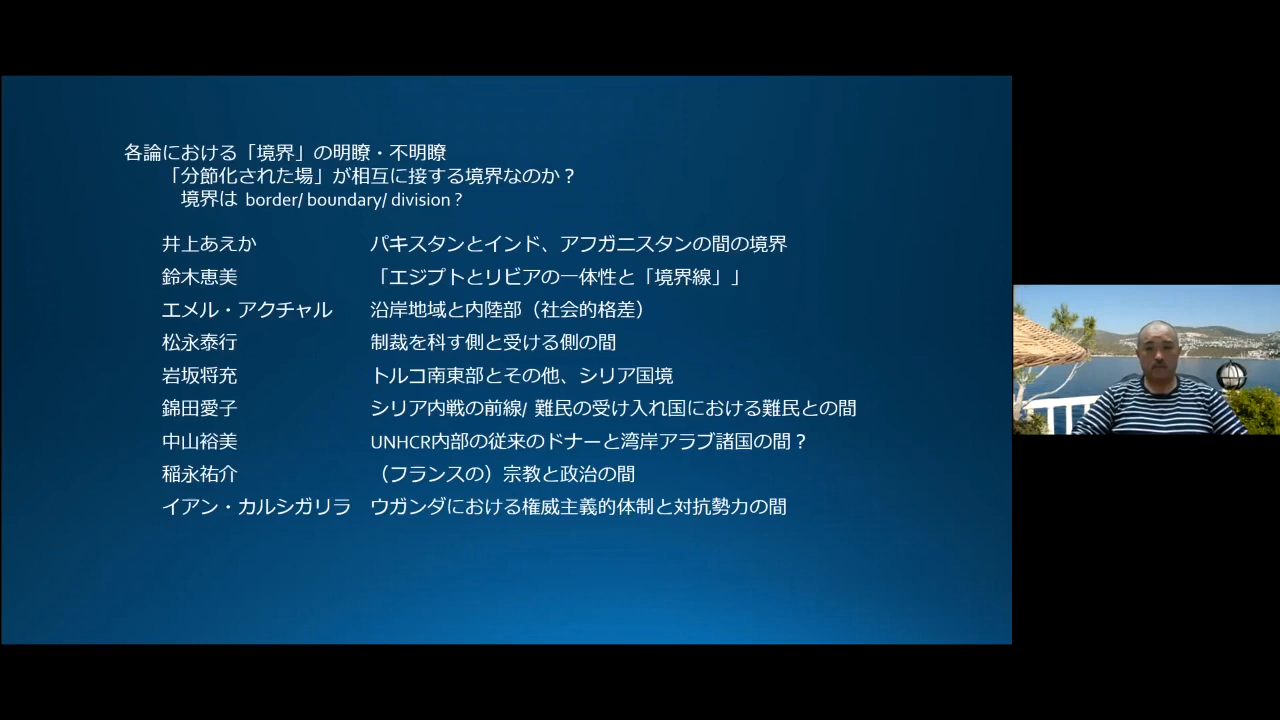 各論における「境界」の明瞭・不明瞭
「分節化された場」が相互に接する境界なのか？
境界は border/ boundary/ division ?
井上あえか パキスタンとインド、アフガニスタンの間の境界
鈴木恵美 「エジプトとリビアの一体性と「境界線」」
エメル・アクチャル 沿岸地域と内陸部（社会的格差）
松永泰行 制裁を科す側と受ける側の間
岩坂将充 トルコ南東部とその他、シリア国境
錦田愛子 シリア内戦の前線/ 難民の受け入れ国における難民との間
中山裕美 UNHCR内部の従来のドナーと湾岸アラブ諸国の間？
稲永祐介 （フランスの）宗教と政治の間
イアン・カルシガリラ ウガンダにおける権威主義的体制と対抗勢力の間